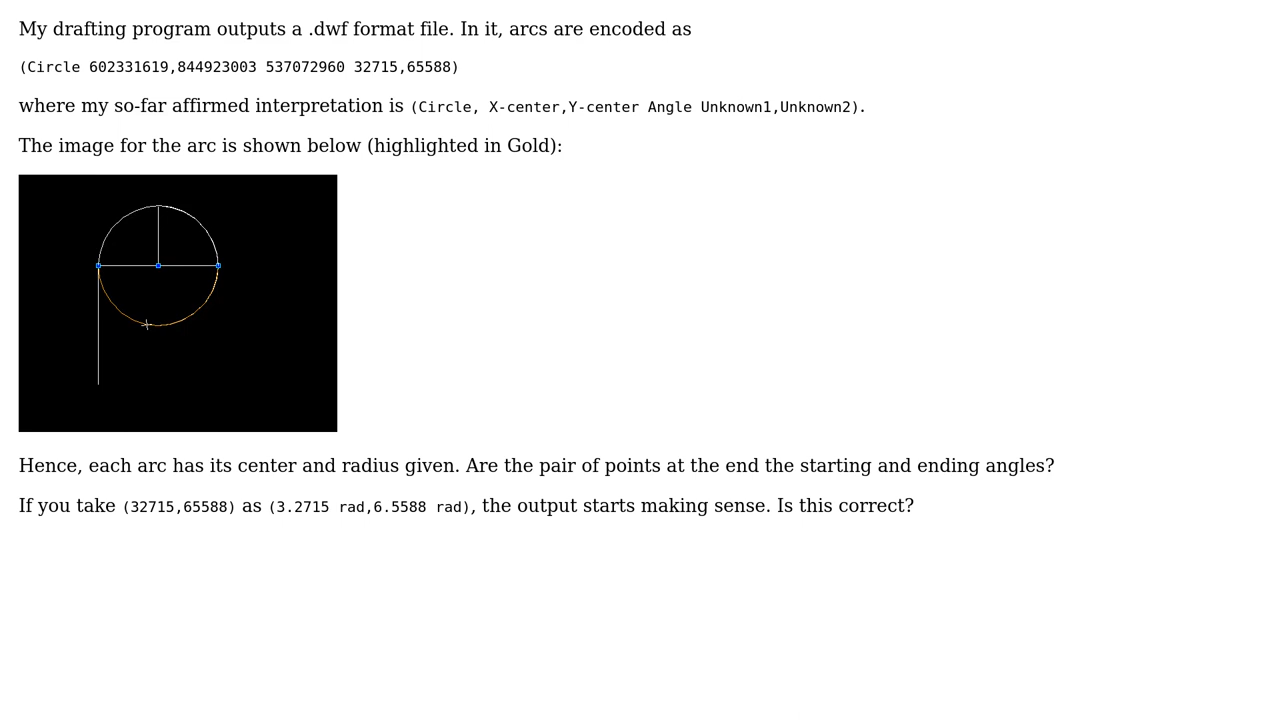 My drafting program outputs a .dwf format file. In it, arcs are encoded as
(Circle 602331619,844923003 537072960 32715,65588)
where my so-far affirmed interpretation is (Circle, X-center,Y-center Angle Unknown1,Unknown2).
The image for the arc is shown below (highlighted in Gold):
Hence, each arc has its center and radius given. Are the pair of points at the end the starting and ending angles?
If you take (32715,65588) as (3.2715 rad,6.5588 rad), the output starts making sense. Is this correct?